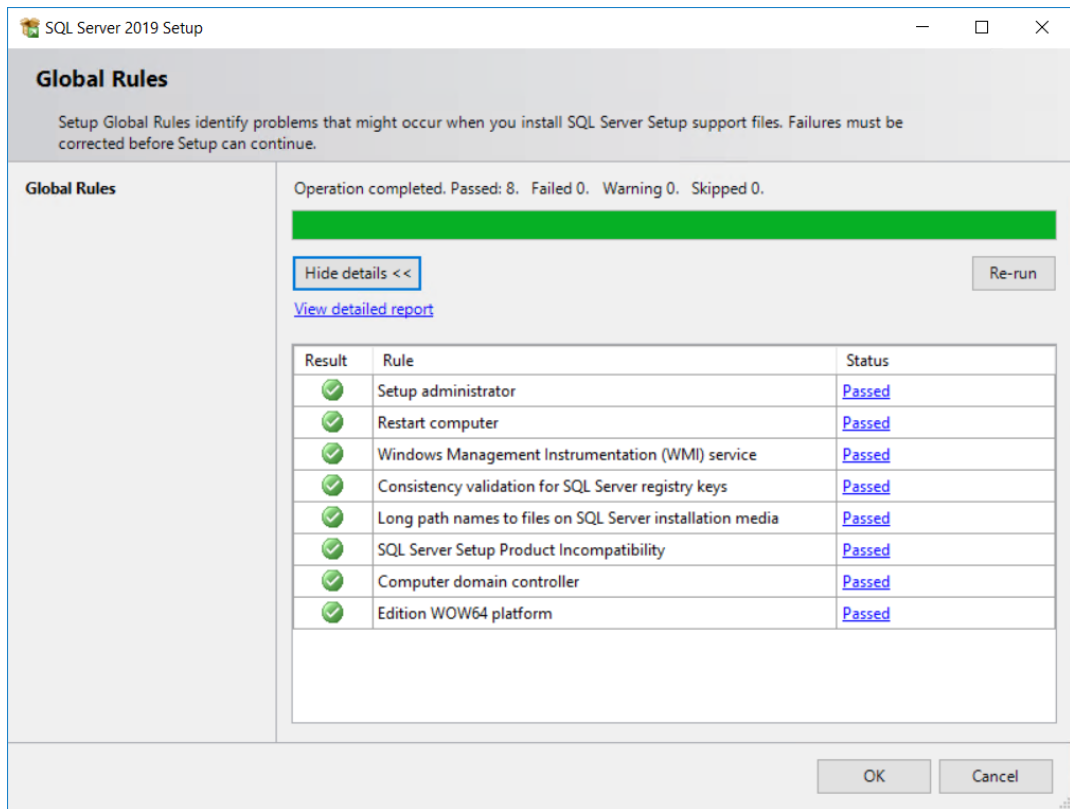 SQL Server 2019 Setup
Global Rules
Setup Global Rules identify problems that might occur when you install SQL Server Setup support files. Failures must be
corrected before Setup can continue.
Global Rules
Operation completed. Passed: 8. Failed 0. Warning 0. Skipped 0.
Hide details <<
Re-run
View detailed report
Result Rule Status
Setup administrator Passed
Restart computer Passed
Windows Management Instrumentation (WMI) service Passed
Consistency validation for SQL Server registry keys Passed
Long path names to files on SQL Server installation media Passed
SQL Server Setup Product Incompatibility Passed
Computer domain controller Passed
Edition WOW64 platform Passed
OK Cancel